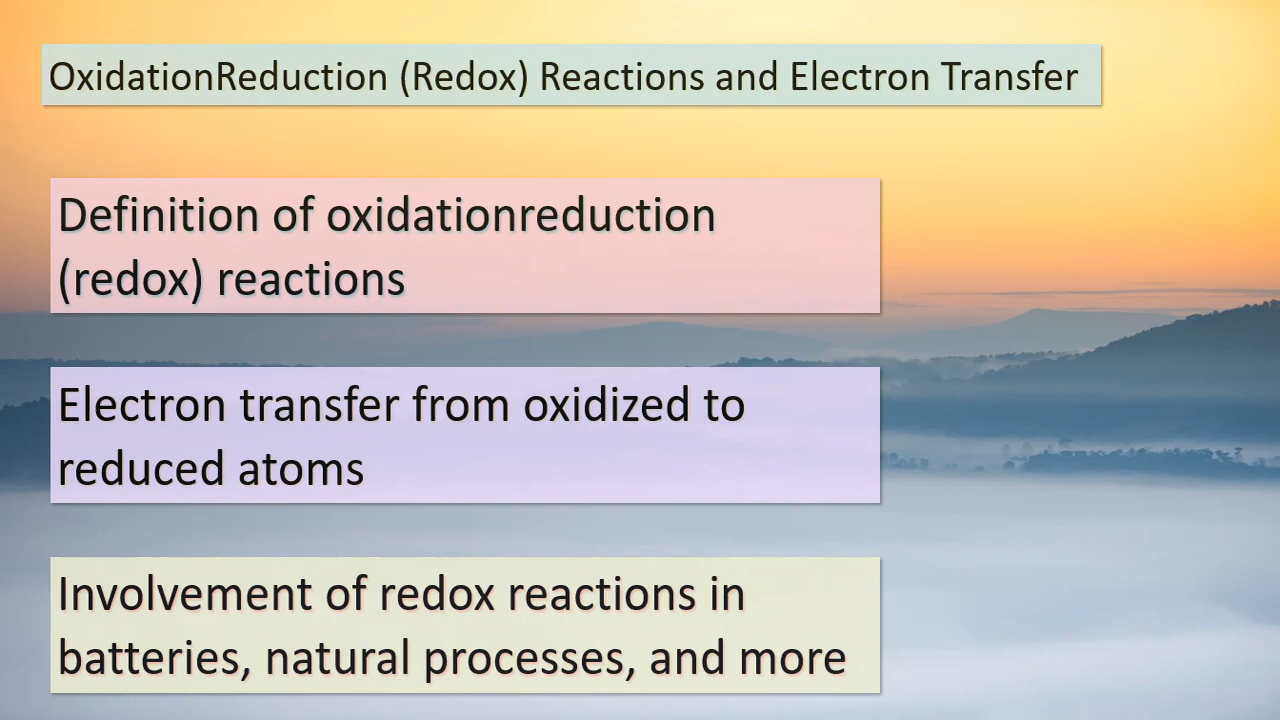 OxidationReduction (Redox) Reactions and Electron Transfer
Definition of oxidationreduction
(redox) reactions
Electron transfer from oxidized to
reduced atoms
Involvement of redox reactions in
batteries, natural processes, and more